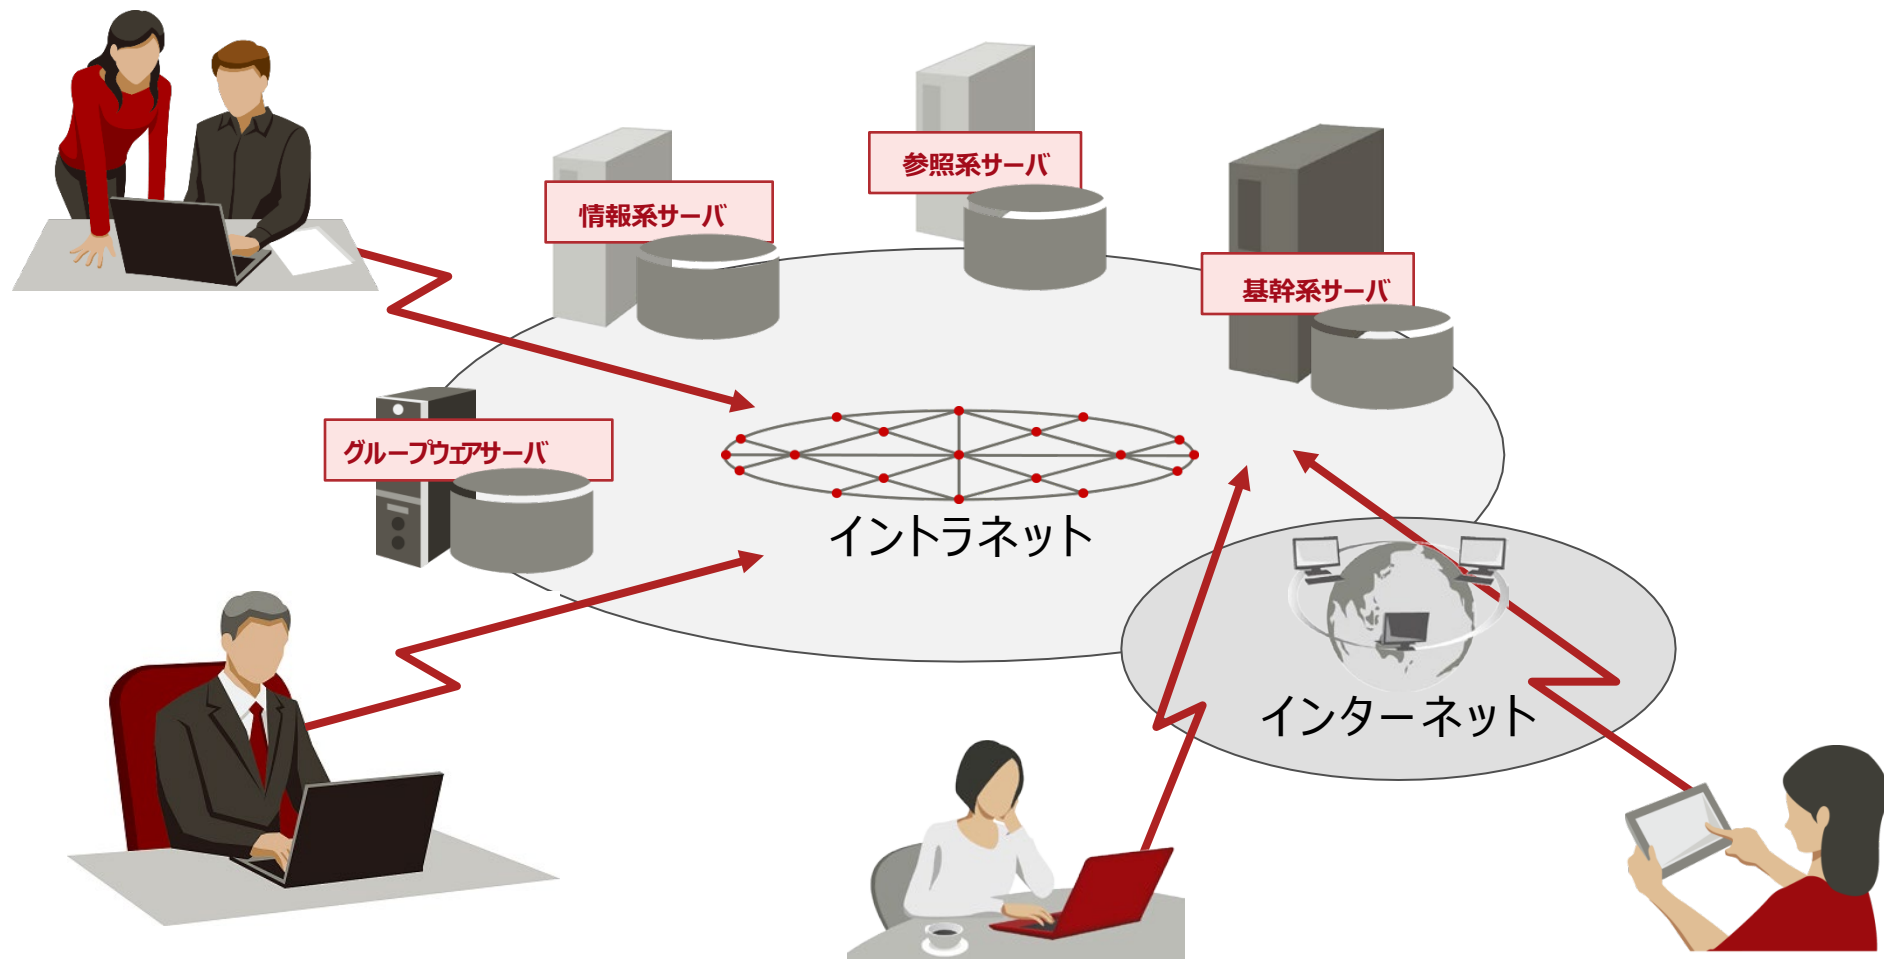 参照系サーバ
情報系サーバ
基幹系サーバ
グループウェアサーバ
イントラネット
インターネット